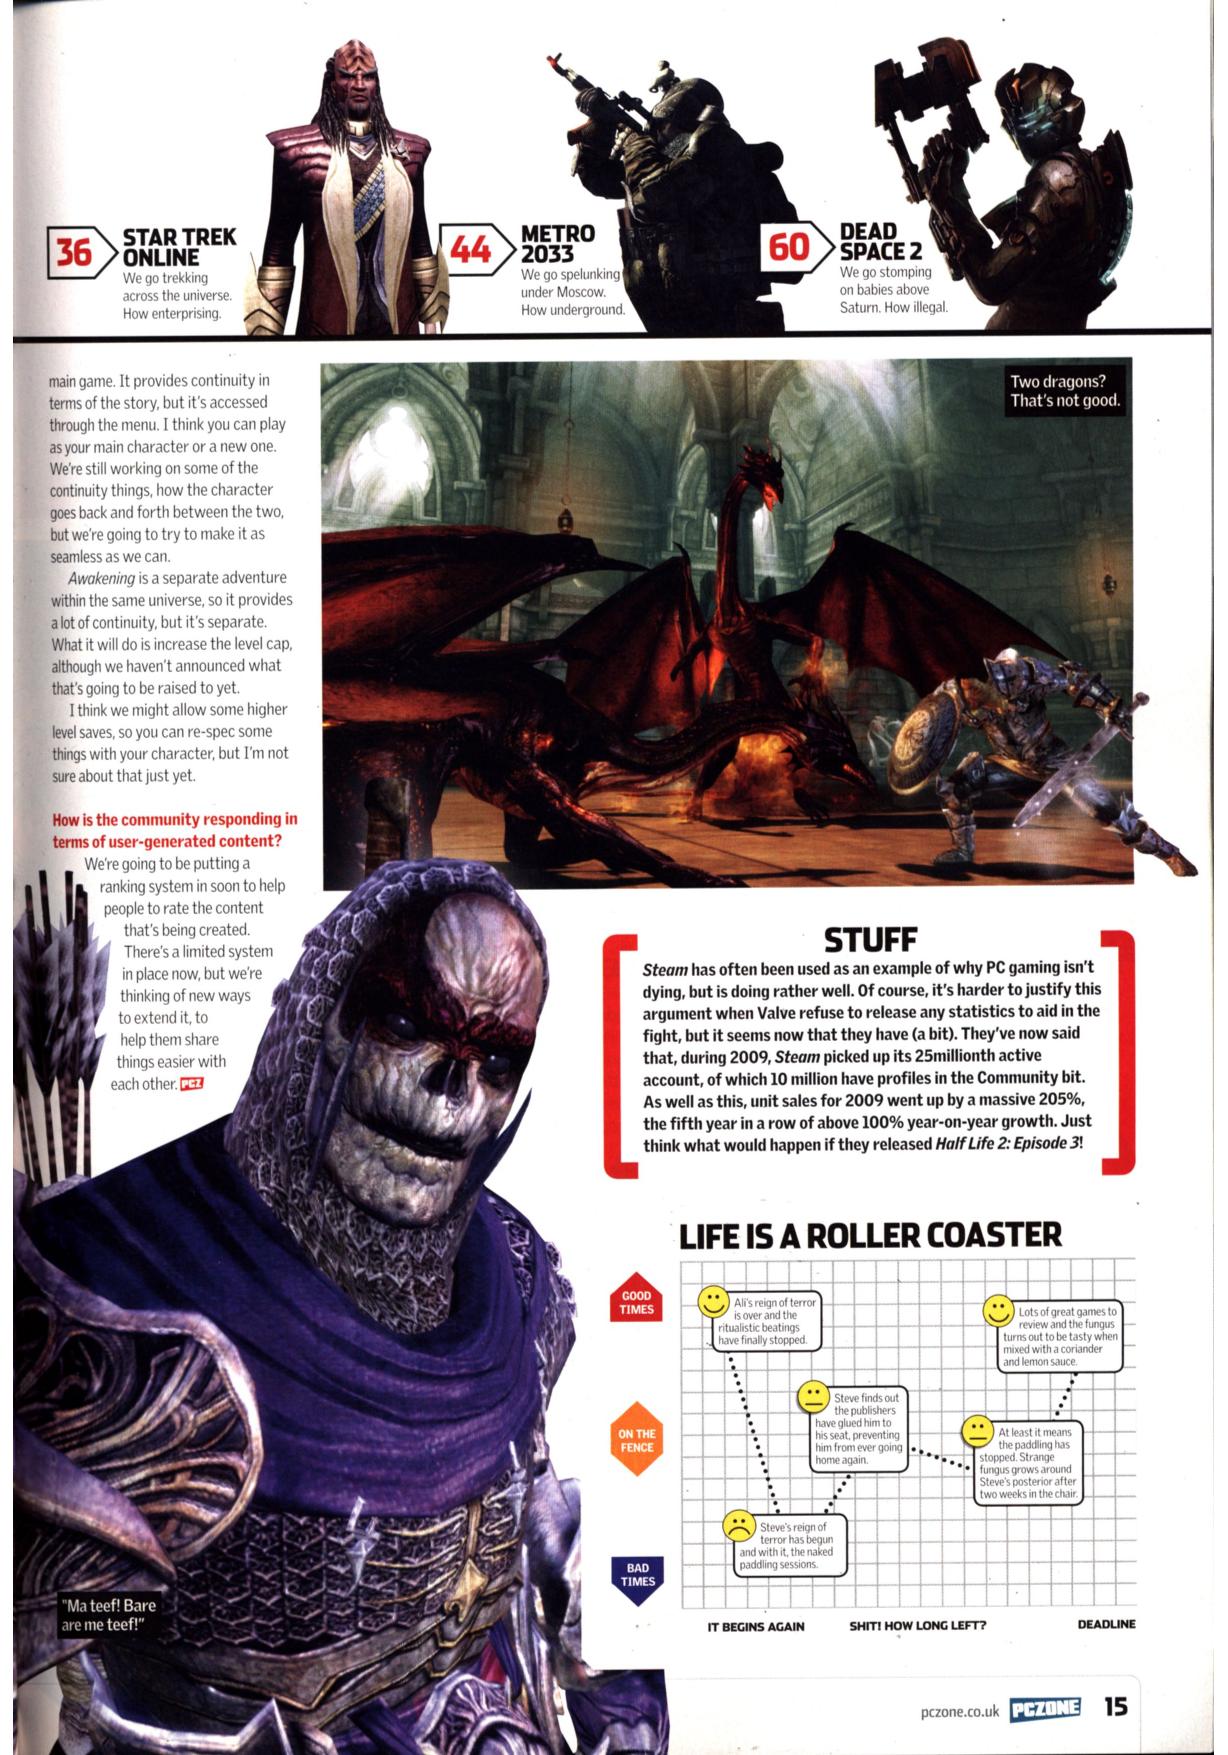 36
STAR TREK
ONLINE
We go trekking
across the universe.
How enterprising.
44
METRO
2033
We go spelunking
under Moscow.
How underground.
60
DEAD
SPACE 2
We go stomping
on babies above
Saturn. How illegal.
main game. It provides continuity in
terms of the story, but it's accessed
through the menu. I think you can play
as your main character or a new one.
We're still working on some of the
continuity things, how the character
goes back and forth between the two,
but we're going to try to make it as
seamless as we can.
Awakening is a separate adventure
within the same universe, so it provides
a lot of continuity, but it's separate.
What it will do is increase the level cap,
although we haven't announced what
that's going to be raised to yet.
I think we might allow some higher
level saves, so you can re-spec some
things with your character, but I'm not
sure about that just yet.
How is the community responding in
terms of user-generated content?
We're going to be putting a
ranking system in soon to help
people to rate the content
that's being created.
There's a limited system
in place now, but we're
thinking of new ways
to extend it, to
help them share
things easier with
each other. PCZ
Two dragons?
That's not good.
"Ma teef! Bare
are me teef!"
STUFF
Steam has often been used as an example of why PC gaming isn't
dying, but is doing rather well. Of course, it's harder to justify this
argument when Valve refuse to release any statistics to aid in the
fight, but it seems now that they have (a bit). They've now said
that, during 2009, Steam picked up its 25millionth active
account, of which 10 million have profiles in the Community bit.
As well as this, unit sales for 2009 went up by a massive 205%,
the fifth year in a row of above 100% year-on-year growth. Just
think what would happen if they released Half Life 2: Episode 3!
LIFE IS A ROLLER COASTER
GOOD
TIMES
ON THE
FENCE
BAD
TIMES
Ali's reign of terror
is over and the
ritualistic beatings
have finally stopped.
Steve's reign of
terror has begun
and with it, the naked
paddling sessions.
Steve finds out
the publishers
have glued him to
his seat, preventing
him from ever going
home again.
At least it means
the paddling has
stopped. Strange
fungus grows around
Steve's posterior after
two weeks in the chair.
Lots of great games to
review and the fungus
turns out to be tasty when
mixed with a coriander
and lemon sauce.
IT BEGINS AGAIN
SHIT! HOW LONG LEFT?
DEADLINE
pczone.co.uk PCZONE 15